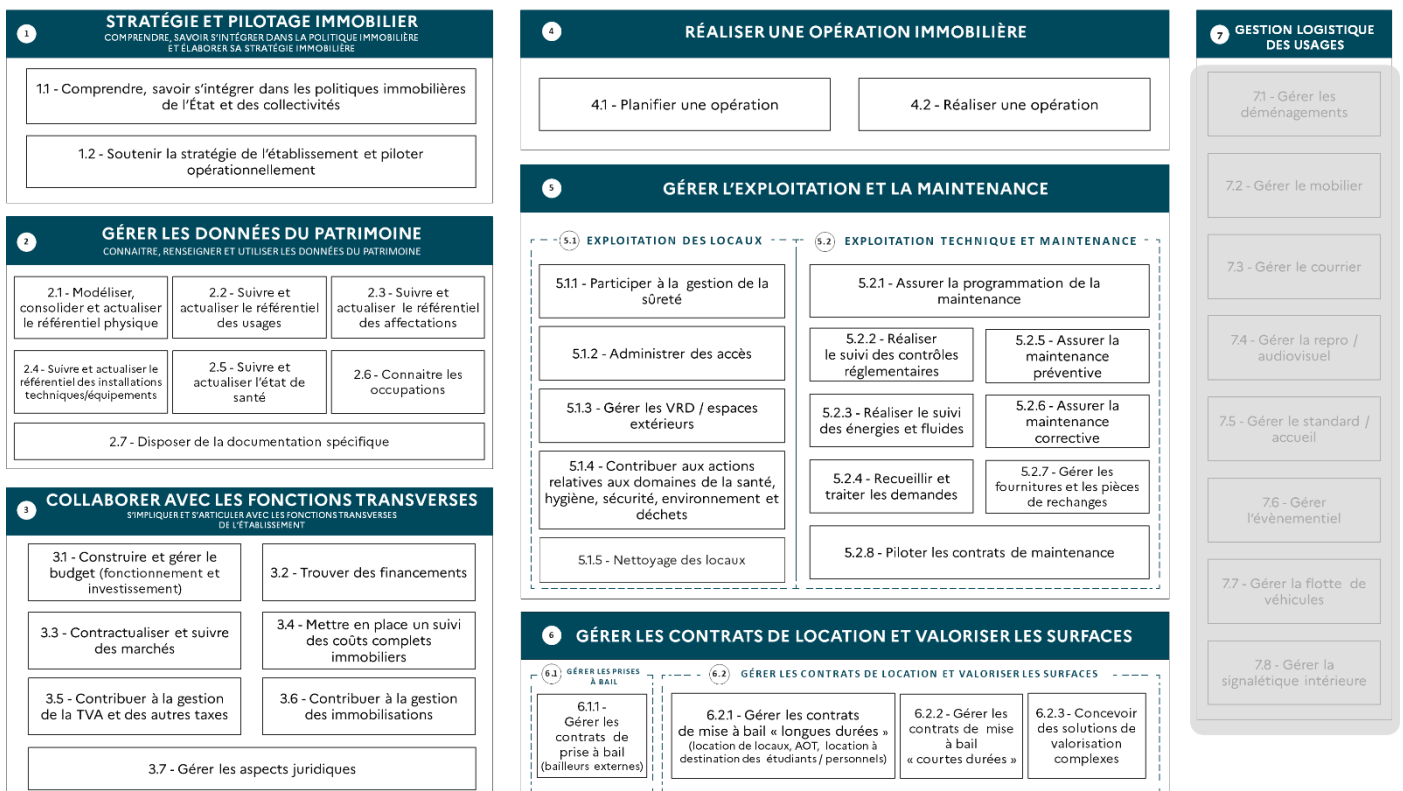 1
STRATÉGIE ET PILOTAGE IMMOBILIER
COMPRENDRE, SAVOIR S'INTÉGRER DANS LA POLITIQUE IMMOBILIÈRE
ET ÉLABORER SA STRATÉGIE IMMOBILIÈRE
1.1 - Comprendre, savoir s'intégrer dans les politiques immobilières
de l'État et des collectivités
1.2 - Soutenir la stratégie de l'établissement et piloter
opérationnellement
2
GÉRER LES DONNÉES DU PATRIMOINE
CONNAITRE, RENSEIGNER ET UTILISER LES DONNÉES DU PATRIMOINE
2.1 - Modéliser,
consolider et actualiser
le référentiel physique
2.2 - Suivre et
actualiser le référentiel
des usages
2.3 - Suivre et
actualiser le référentiel
des affectations
2.4 - Suivre et actualiser le
référentiel des installations
techniques/équipements
2.5 - Suivre et
actualiser l'état de
santé
2.6 - Connaitre les
occupations
2.7 - Disposer de la documentation spécifique
3
COLLABORER AVEC LES FONCTIONS TRANSVERSES
S'IMPLIQUER ET S'ARTICULER AVEC LES FONCTIONS TRANSVERSES
DE L'ÉTABLISSEMENT
3.1 - Construire et gérer le
budget (fonctionnement et
investissement)
3.2 - Trouver des financements
3.3 - Contractualiser et suivre
des marchés
3.4 - Mettre en place un suivi
des coûts complets
immobiliers
3.5 - Contribuer à la gestion
de la TVA et des autres taxes
3.6 - Contribuer à la gestion
des immobilisations
3.7 - Gérer les aspects juridiques
4
RÉALISER UNE OPÉRATION IMMOBILIÈRE
4.1 - Planifier une opération
4.2 - Réaliser une opération
5
GÉRER L'EXPLOITATION ET LA MAINTENANCE
5.1 EXPLOITATION DES LOCAUX
5.1.1 - Participer à la gestion de la
sûreté
5.1.2 - Administrer des accès
5.1.3 - Gérer les VRD / espaces
extérieurs
5.1.4 - Contribuer aux actions
relatives aux domaines de la santé,
hygiène, sécurité, environnement et
déchets
5.1.5 - Nettoyage des locaux
5.2 EXPLOITATION TECHNIQUE ET MAINTENANCE
5.2.1 - Assurer la programmation de la
maintenance
5.2.2 - Réaliser
le suivi des contrôles
réglementaires
5.2.5 - Assurer la
maintenance
préventive
5.2.3 - Réaliser le suivi
des énergies et fluides
5.2.6 - Assurer la
maintenance
corrective
5.2.4 - Recueillir et
traiter les demandes
5.2.7 - Gérer les
fournitures et les pièces
de rechanges
5.2.8 - Piloter les contrats de maintenance
6
GÉRER LES CONTRATS DE LOCATION ET VALORISER LES SURFACES
6.1 GÉRER LES PRISES
À BAIL
6.1.1 -
Gérer les
contrats de
prise à bail
(bailleurs externes)
6.2 GÉRER LES CONTRATS DE LOCATION ET VALORISER LES SURFACES
6.2.1 - Gérer les contrats
de mise à bail « longues durées »
(location de locaux, AOT, location à
destination des étudiants / personnels)
6.2.2 - Gérer les
contrats de mise
à bail
« courtes durées »
6.2.3 - Concevoir
des solutions de
valorisation
complexes
7
GESTION LOGISTIQUE
DES USAGES
7.1 - Gérer les
déménagements
7.2 - Gérer le mobilier
7.3 - Gérer le courrier
7.4 - Gérer la repro /
audiovisuel
7.5 - Gérer le standard /
accueil
7.6 - Gérer
l'évènementiel
7.7 - Gérer la flotte de
véhicules
7.8 - Gérer la
signalétique intérieure